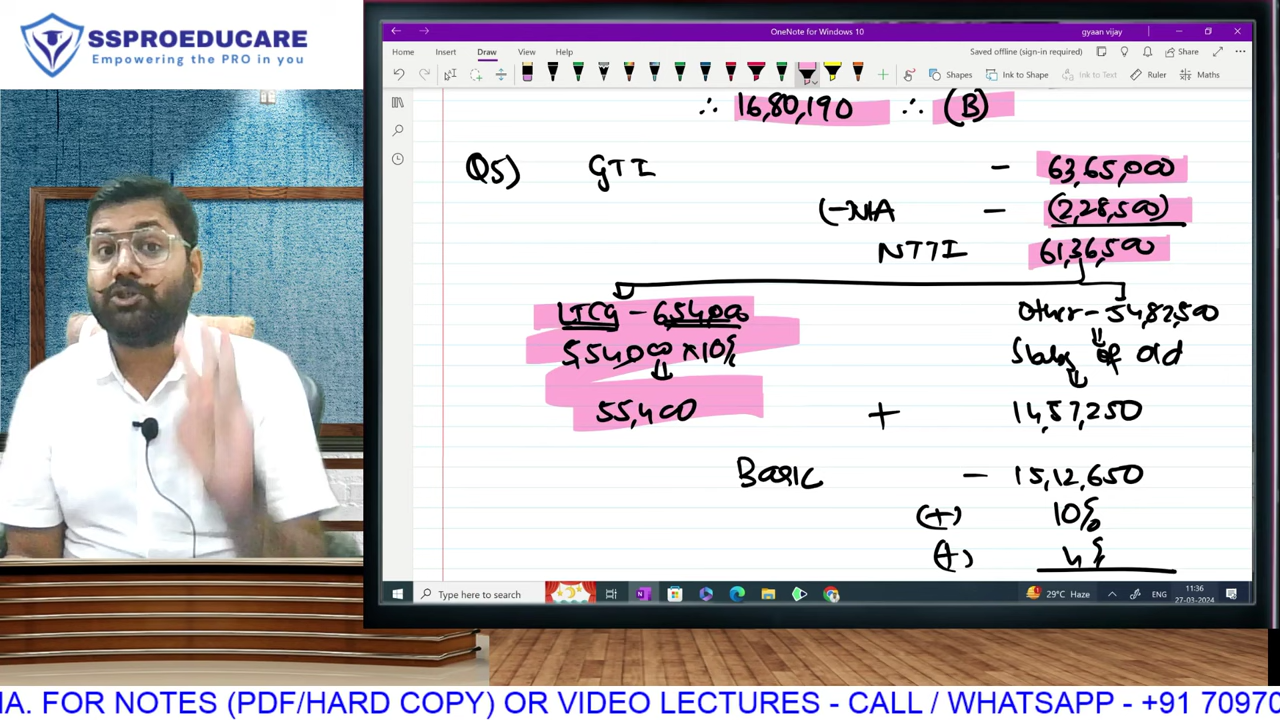 SSPROEDUCARE
Empowering the PRO in you
OneNote for Windows 10
gyaan vijay
Home Insert Draw View Help
Saved offline (sign-in required)
Share
Shapes Ink to Shape Ink to Text Ruler Maths
∴ 16,80,190 ∴ (B)
Q5) GTI - 63,65,000
(-VIA - (2,28,500)
NTTI 61,36,500
LTCG - 6,54,000 Other - 54,82,500
5,54,000 x10% Slabs of Old
55,400 + 14,57,250
Basic - 15,12,650
(+) 10%
(+) 4%
Type here to search
29°C Haze
ENG
11:36
27-03-2024
IA. FOR NOTES (PDF/HARD COPY) OR VIDEO LECTURES - CALL / WHATSAPP - +91 70970